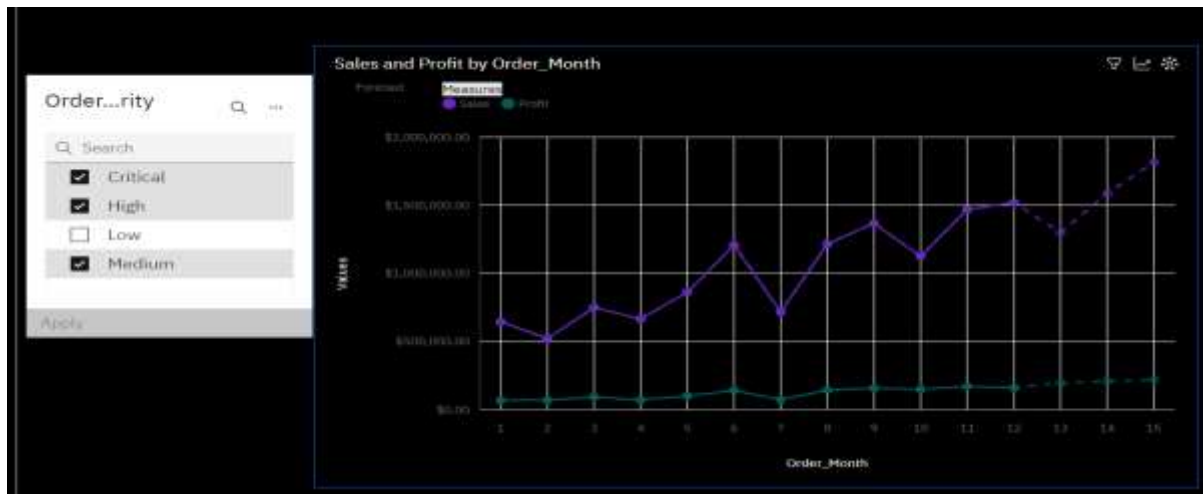 Order...rity
Search
Critical
High
Low
Medium
Apply
Sales and Profit by Order_Month
Forecast
Measures
Sales Profit
$2,000,000.00
$1,500,000.00
$1,000,000.00
$500,000.00
$0.00
Values
1 2 3 4 5 6 7 8 9 10 11 12 13 14 15
Order_Month